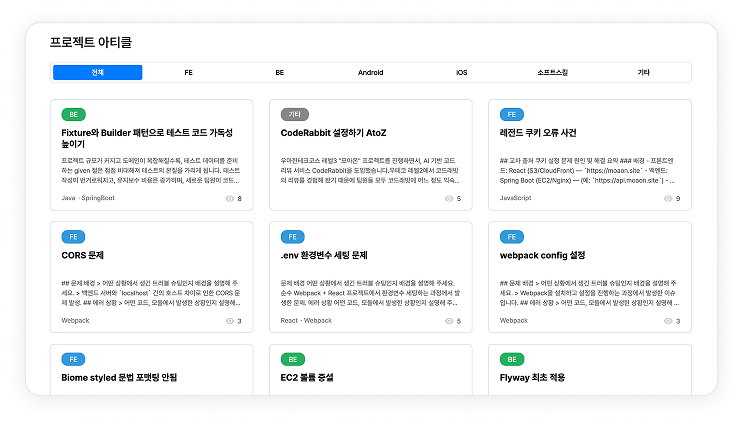 프로젝트 아티클
전체
FE
BE
Android
iOS
소프트스킬
기타
BE
Fixture와 Builder 패턴으로 테스트 코드 가독성
높이기
프로젝트 규모가 커지고 도메인이 복잡해질수록, 테스트 데이터를 준비
하는 given 절은 점점 비대해져 테스트의 본질을 가리게 됩니다. 테스트
작성이 번거로워지고, 유지보수 비용은 증가하며, 새로운 팀원이 코드...
Java · SpringBoot
8
기타
CodeRabbit 설정하기 AtoZ
우아한테크코스 레벨3 "모아온" 프로젝트를 진행하면서, AI 기반 코드
리뷰 서비스 CodeRabbit을 도입했습니다.우테코 레벨2에서 코드래빗
의 리뷰를 경험해 봤기 때문에 팀원들 모두 코드래빗에 어느 정도 익숙...
5
FE
레전드 쿠키 오류 사건
## 교차 출처 쿠키 설정 문제 원인 및 해결 요약 ### 배경 - 프론트엔
드: React (S3/CloudFront) — `https://moaon.site` - 백엔드:
Spring Boot (EC2/Nginx) — (예: `https://api.moaon.site`) - ...
JavaScript
9
FE
CORS 문제
## 문제 배경 > 어떤 상황에서 생긴 트러블 슈팅인지 배경을 설명해 주
세요. > 백엔드 서버와 `localhost` 간의 호스트 차이로 인한 CORS 문
제 발생. ## 에러 상황 > 어떤 코드, 모듈에서 발생한 상황인지 설명해...
Webpack
3
FE
.env 환경변수 세팅 문제
문제 배경 어떤 상황에서 생긴 트러블 슈팅인지 배경을 설명해 주세요.
순수 Webpack + React 프로젝트에서 환경변수 세팅하는 과정에서 발
생한 문제. 에러 상황 어떤 코드, 모듈에서 발생한 상황인지 설명해 주...
React · Webpack
5
FE
webpack config 설정
## 문제 배경 > 어떤 상황에서 생긴 트러블 슈팅인지 배경을 설명해 주
세요. > Webpack을 설치하고 설정을 진행하는 과정에서 발생한 이슈
입니다. ## 에러 상황 > 어떤 코드, 모듈에서 발생한 상황인지 설명해 ...
Webpack
3
FE
Biome styled 문법 포맷팅 안됨
BE
EC2 볼륨 증설
BE
Flyway 최초 적용